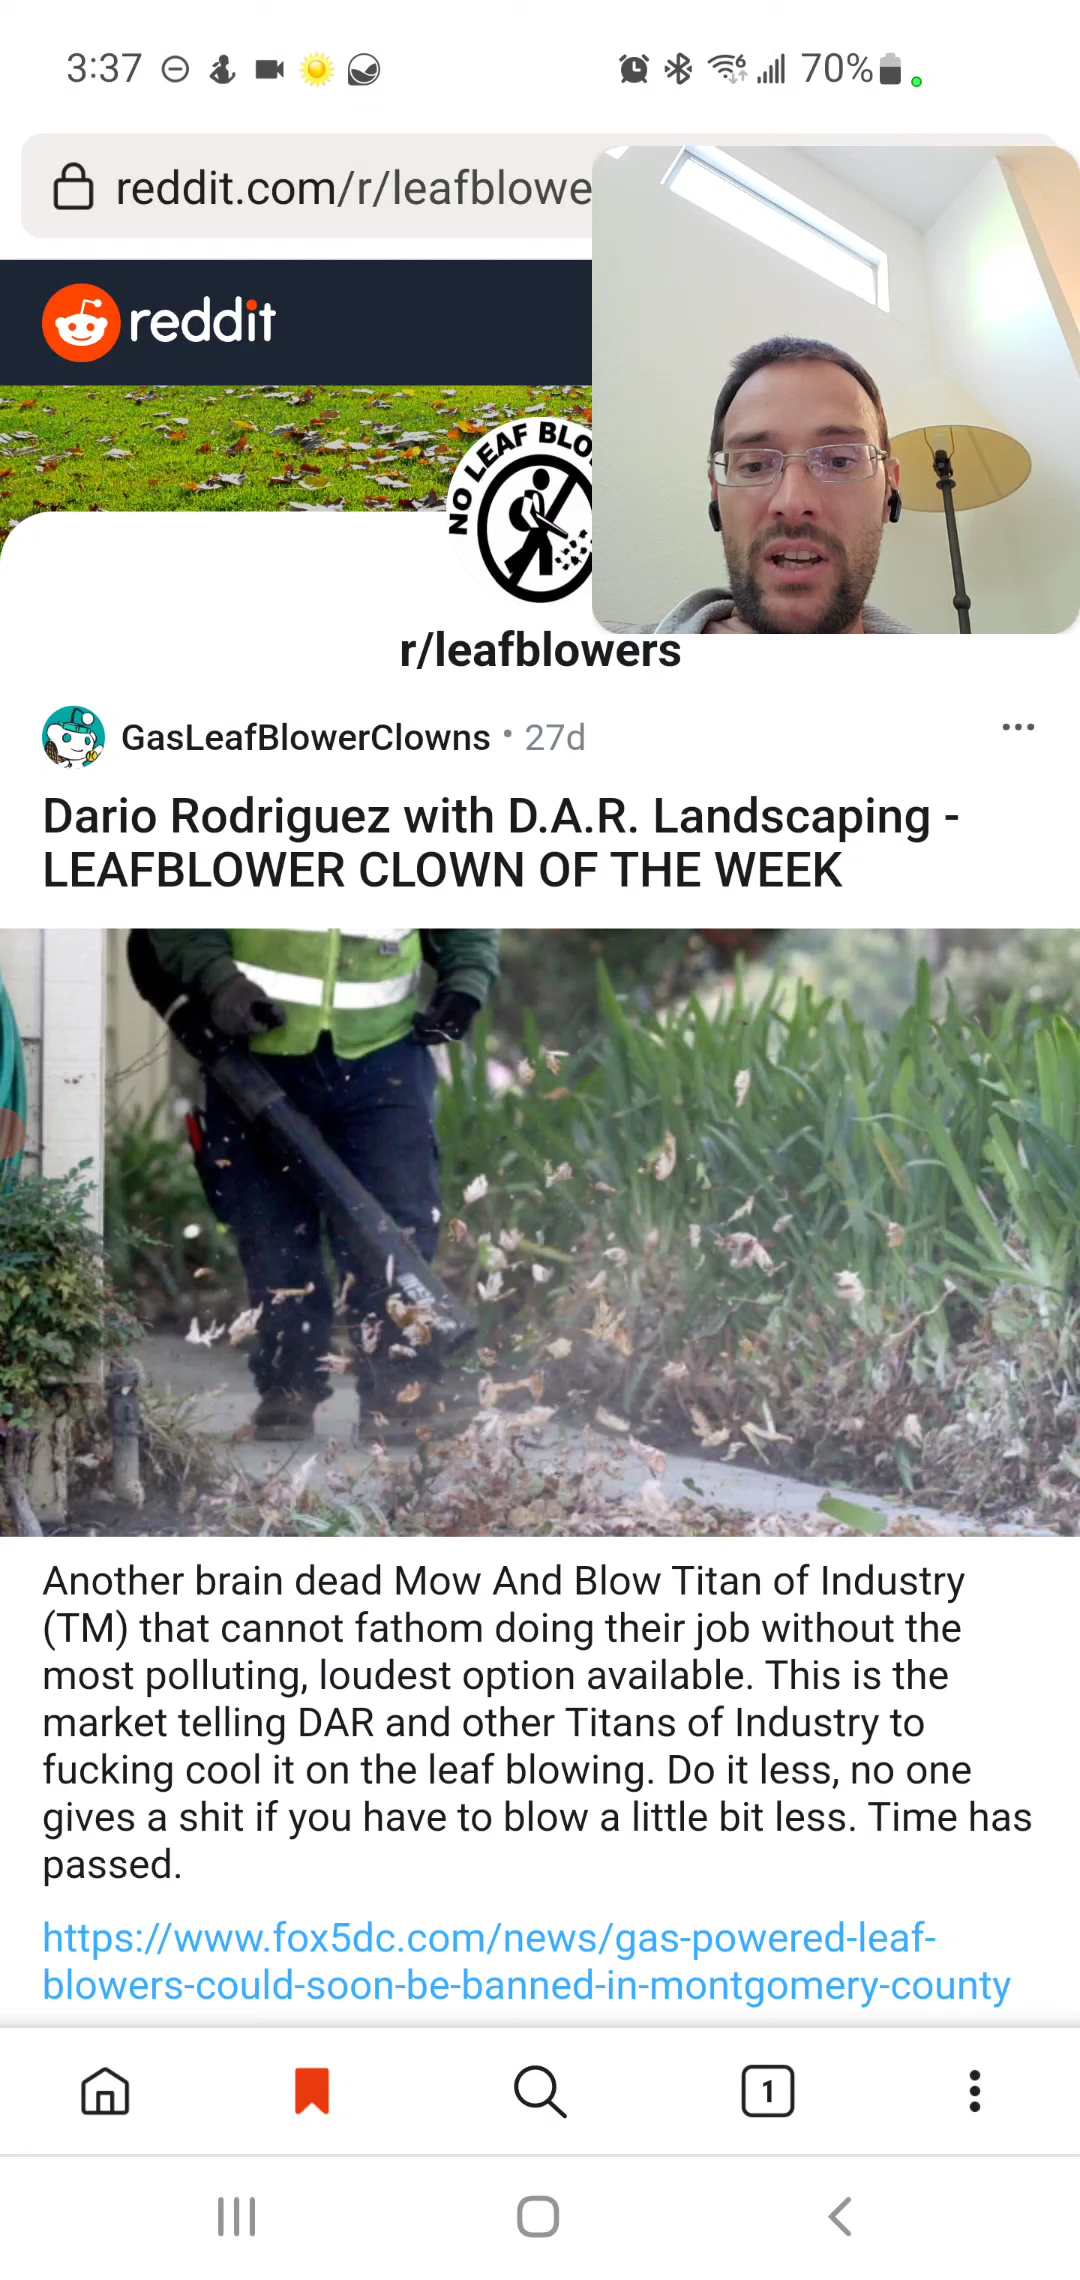 3:37
70%
reddit.com/r/leafblowe
reddit
NO LEAF BLO
r/leafblowers
GasLeafBlowerClowns • 27d
Dario Rodriguez with D.A.R. Landscaping -
LEAFBLOWER CLOWN OF THE WEEK
Another brain dead Mow And Blow Titan of Industry
(TM) that cannot fathom doing their job without the
most polluting, loudest option available. This is the
market telling DAR and other Titans of Industry to
fucking cool it on the leaf blowing. Do it less, no one
gives a shit if you have to blow a little bit less. Time has
passed.
https://www.fox5dc.com/news/gas-powered-leaf-
blowers-could-soon-be-banned-in-montgomery-county
1